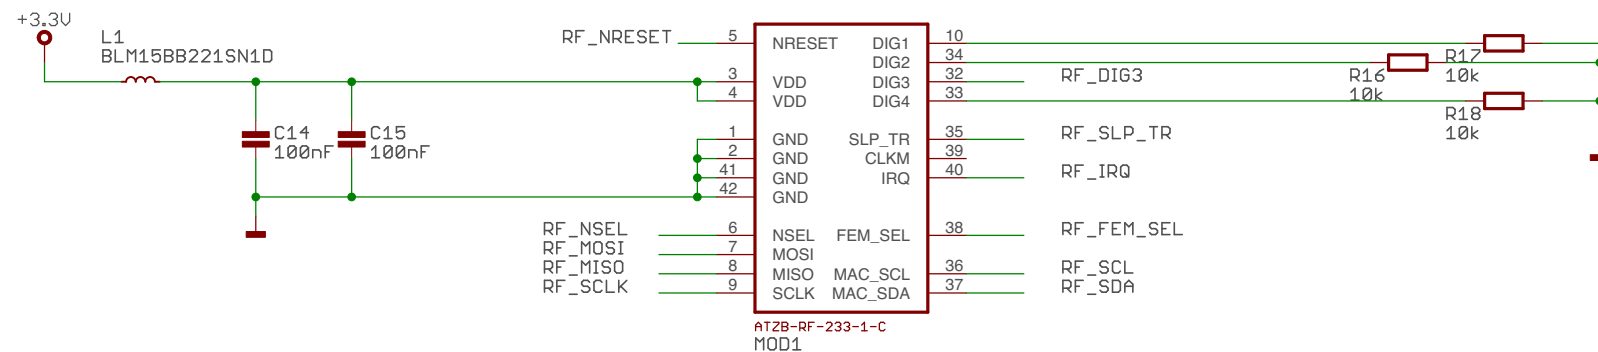 +3.3V
L1
BLM15BB221SN1D
C14
100nF
C15
100nF
RF_NRESET
5
NRESET
3
VDD
4
VDD
1
GND
2
GND
41
GND
42
GND
RF_NSEL
6
NSEL
RF_MOSI
7
MOSI
RF_MISO
8
MISO
RF_SCLK
9
SCLK
DIG1
10
DIG2
34
DIG3
32
RF_DIG3
DIG4
33
SLP_TR
35
RF_SLP_TR
CLKM
39
IRQ
40
RF_IRQ
FEM_SEL
38
RF_FEM_SEL
MAC_SCL
36
RF_SCL
MAC_SDA
37
RF_SDA
R17
10k
R16
10k
R18
10k
ATZB-RF-233-1-C
MOD1